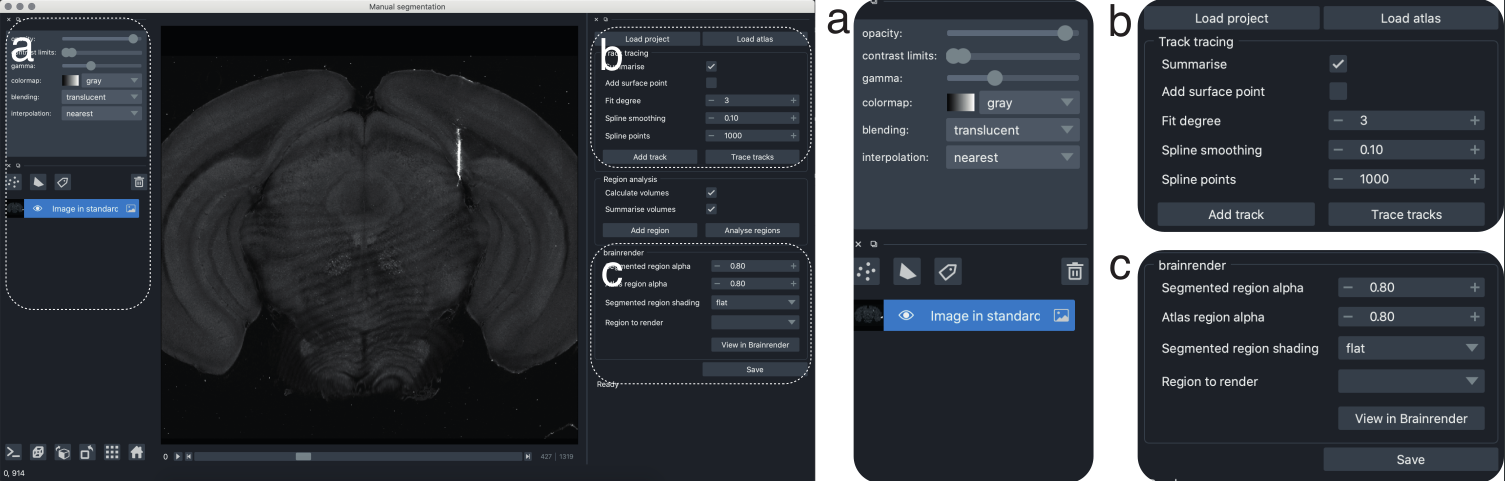 Manual segmentation
a
opacity:
contrast limits:
gamma:
colormap: gray
blending: translucent
interpolation: nearest
Image in standarc
0, 914
0
427 | 1319
b
Load project Load atlas
Track tracing
Summarise
Add surface point
Fit degree 3
Spline smoothing 0.10
Spline points 1000
Add track Trace tracks
Region analysis
Calculate volumes
Summarise volumes
Add region Analyse regions
c
brainrender
Segmented region alpha 0.80
Atlas region alpha 0.80
Segmented region shading flat
Region to render
View in Brainrender
Save
Ready
a
opacity:
contrast limits:
gamma:
colormap: gray
blending: translucent
interpolation: nearest
Image in standarc
b
Load project Load atlas
Track tracing
Summarise
Add surface point
Fit degree 3
Spline smoothing 0.10
Spline points 1000
Add track Trace tracks
c
brainrender
Segmented region alpha 0.80
Atlas region alpha 0.80
Segmented region shading flat
Region to render
View in Brainrender
Save